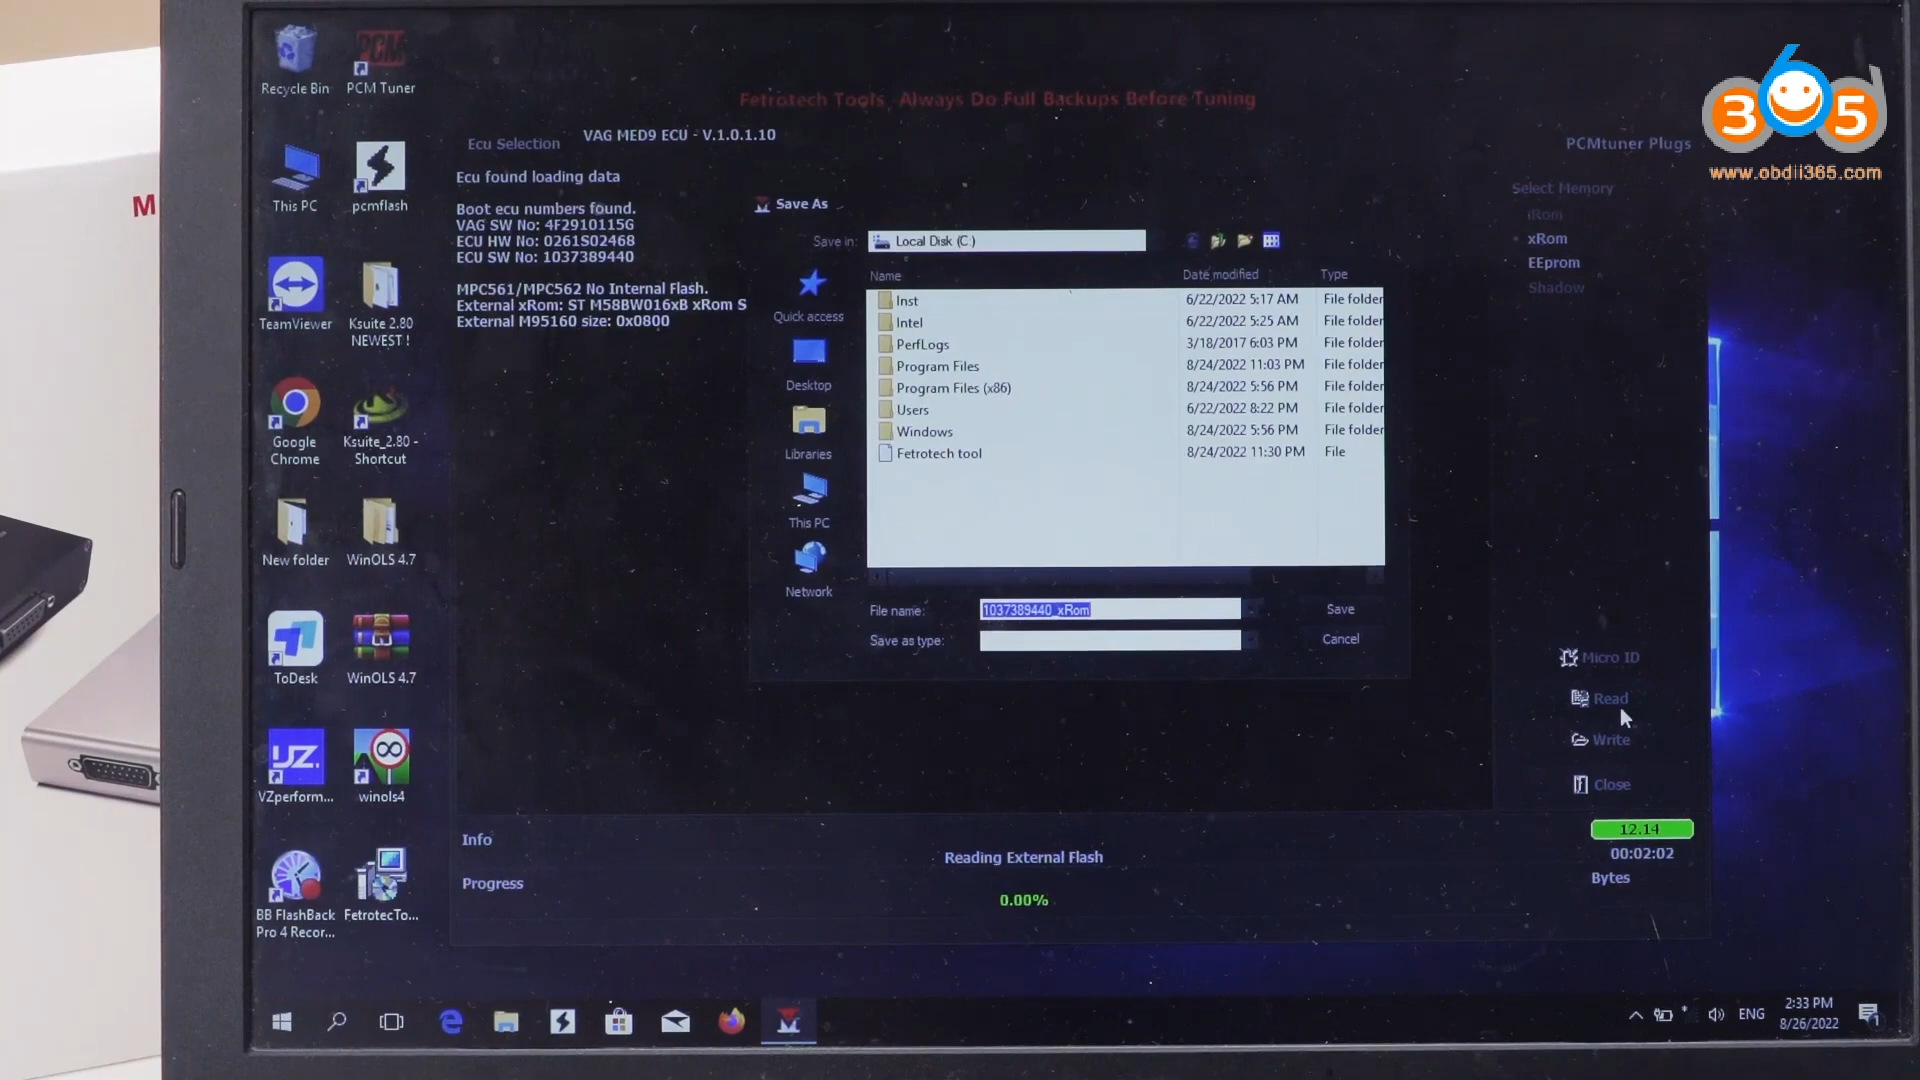 Recycle Bin
PCM
PCM Tuner
This PC
pcmflash
TeamViewer
Ksuite 2.80
NEWEST !
Google
Chrome
Ksuite_2.80 -
Shortcut
New folder
WinOLS 4.7
ToDesk
WinOLS 4.7
VZperform...
winols4
BB FlashBack
Pro 4 Recor...
FetrotecTo...
M
Fetrotech Tools, Always Do Full Backups Before Tuning
Ecu Selection
VAG MED9 ECU - V.1.0.1.10
Ecu found loading data
Boot ecu numbers found.
VAG SW No: 4F2910115G
ECU HW No: 0261S02468
ECU SW No: 1037389440
MPC561/MPC562 No Internal Flash.
External xRom: ST M58BW016xB xRom S
External M95160 size: 0x0800
Save As
Save in:
Local Disk (C:)
Quick access
Desktop
Libraries
This PC
Network
Name Date modified Type
Inst 6/22/2022 5:17 AM File folder
Intel 6/22/2022 5:25 AM File folder
PerfLogs 3/18/2017 6:03 PM File folder
Program Files 8/24/2022 11:03 PM File folder
Program Files (x86) 8/24/2022 5:56 PM File folder
Users 6/22/2022 8:22 PM File folder
Windows 8/24/2022 5:56 PM File folder
Fetrotech tool 8/24/2022 11:30 PM File
File name: 1037389440_xRom Save
Save as type: Cancel
365
www.obdii365.com
PCMtuner Plugs
Select Memory
iRom
xRom
EEprom
Shadow
Micro ID
Read
Write
Close
12.14
00:02:02
Bytes
Info
Reading External Flash
Progress
0.00%
ENG
2:33 PM
8/26/2022
1